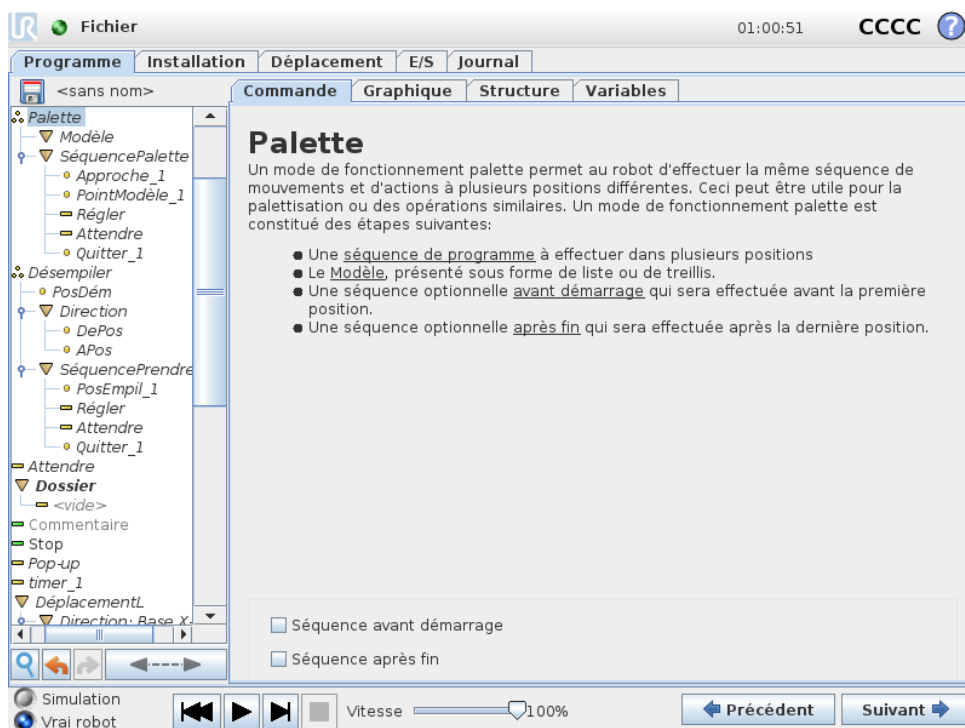 UR Fichier 01:00:51 CCCC ?
Programme Installation Déplacement E/S Journal
<sans nom>
Commande Graphique Structure Variables
Palette
Modèle
SéquencePalette
Approche_1
PointModèle_1
Régler
Attendre
Quitter_1
Désempiler
PosDém
Direction
DePos
APos
SéquencePrendre
PosEmpil_1
Régler
Attendre
Quitter_1
Attendre
Dossier
<vide>
Commentaire
Stop
Pop-up
timer_1
DéplacementL
Direction: Base X-
Palette
Un mode de fonctionnement palette permet au robot d'effectuer la même séquence de
mouvements et d'actions à plusieurs positions différentes. Ceci peut être utile pour la
palettisation ou des opérations similaires. Un mode de fonctionnement palette est
constitué des étapes suivantes:
● Une séquence de programme à effectuer dans plusieurs positions
● Le Modèle, présenté sous forme de liste ou de treillis.
● Une séquence optionnelle avant démarrage qui sera effectuée avant la première
position.
● Une séquence optionnelle après fin qui sera effectuée après la dernière position.
Séquence avant démarrage
Séquence après fin
Simulation
Vrai robot
Vitesse 100%
Précédent Suivant